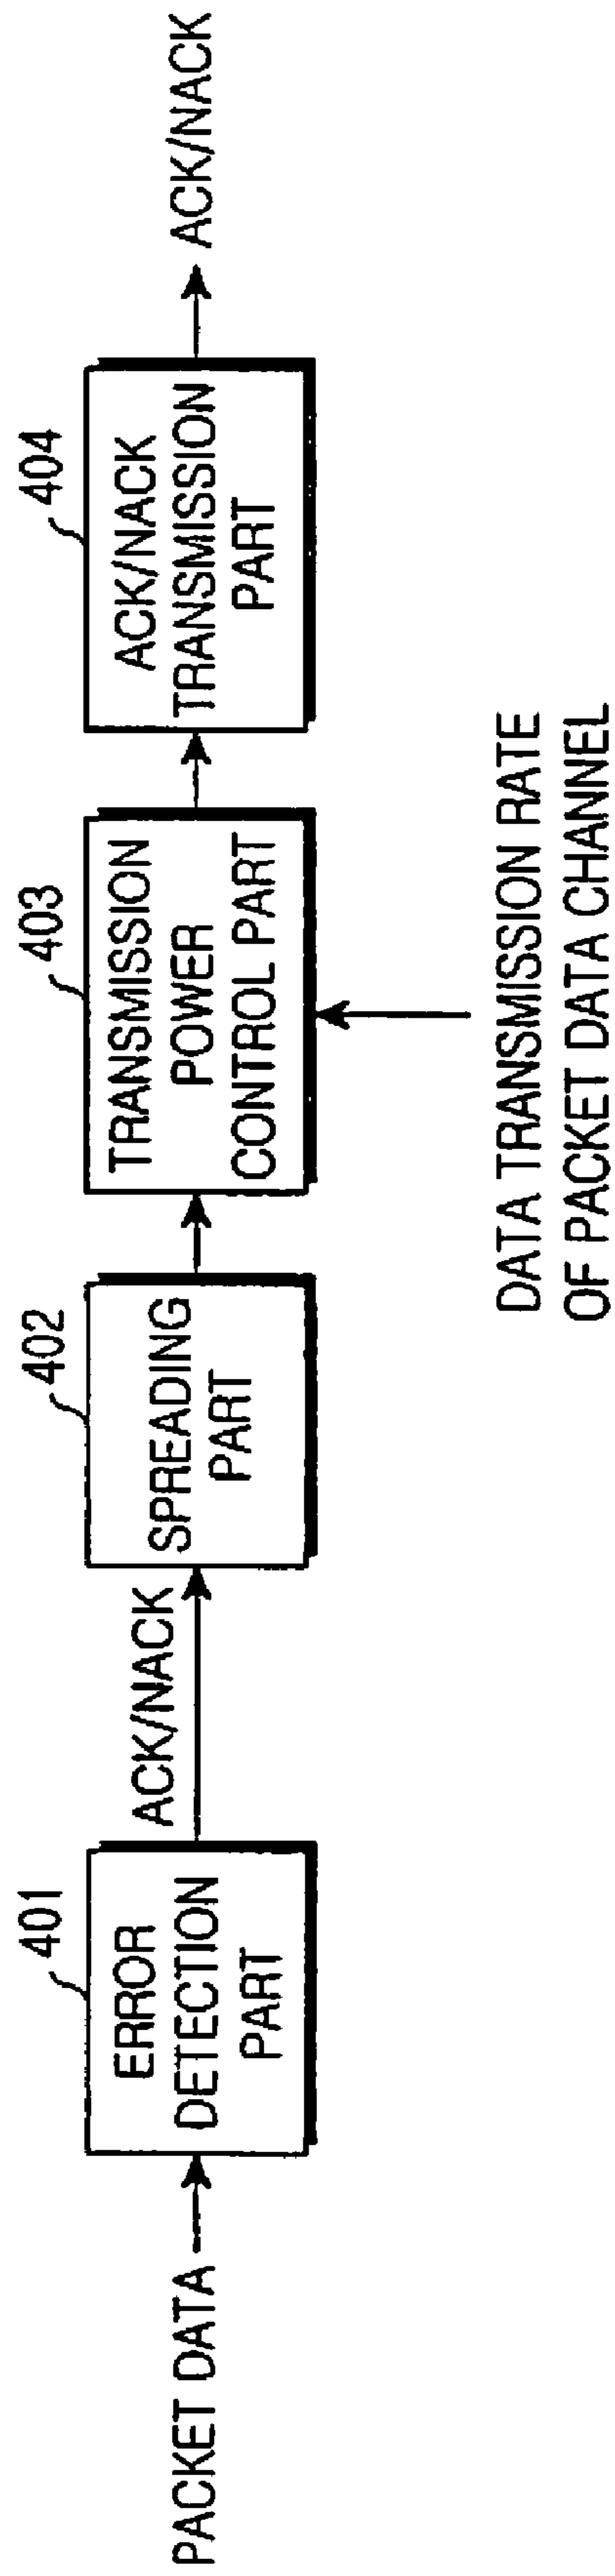 PACKET DATA
401
ERROR
DETECTION
PART
ACK/NACK
402
SPREADING
PART
403
TRANSMISSION
POWER
CONTROL PART
DATA TRANSMISSION RATE
OF PACKET DATA CHANNEL
404
ACK/NACK
TRANSMISSION
PART
ACK/NACK